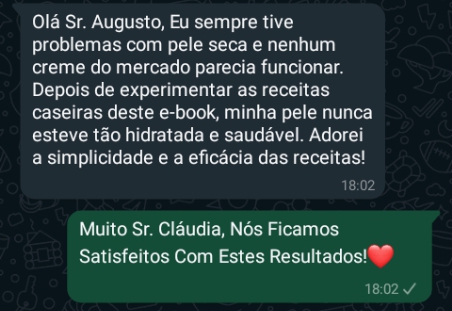 Olá Sr. Augusto, Eu sempre tive
problemas com pele seca e nenhum
creme do mercado parecia funcionar.
Depois de experimentar as receitas
caseiras deste e-book, minha pele nunca
esteve tão hidratada e saudável. Adorei
a simplicidade e a eficácia das receitas!
18:02
Muito Sr. Cláudia, Nós Ficamos
Satisfeitos Com Estes Resultados!❤️
18:02